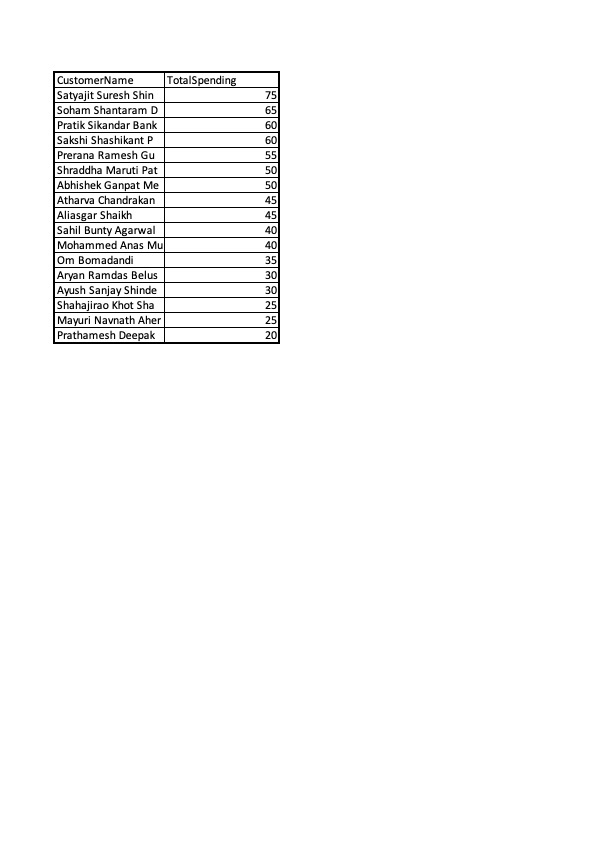 CustomerName TotalSpending
Satyajit Suresh Shin 75
Soham Shantaram D 65
Pratik Sikandar Bank 60
Sakshi Shashikant P 60
Prerana Ramesh Gu 55
Shraddha Maruti Pat 50
Abhishek Ganpat Me 50
Atharva Chandrakan 45
Aliasgar Shaikh 45
Sahil Bunty Agarwal 40
Mohammed Anas Mu 40
Om Bomadandi 35
Aryan Ramdas Belus 30
Ayush Sanjay Shinde 30
Shahajirao Khot Sha 25
Mayuri Navnath Aher 25
Prathamesh Deepak 20